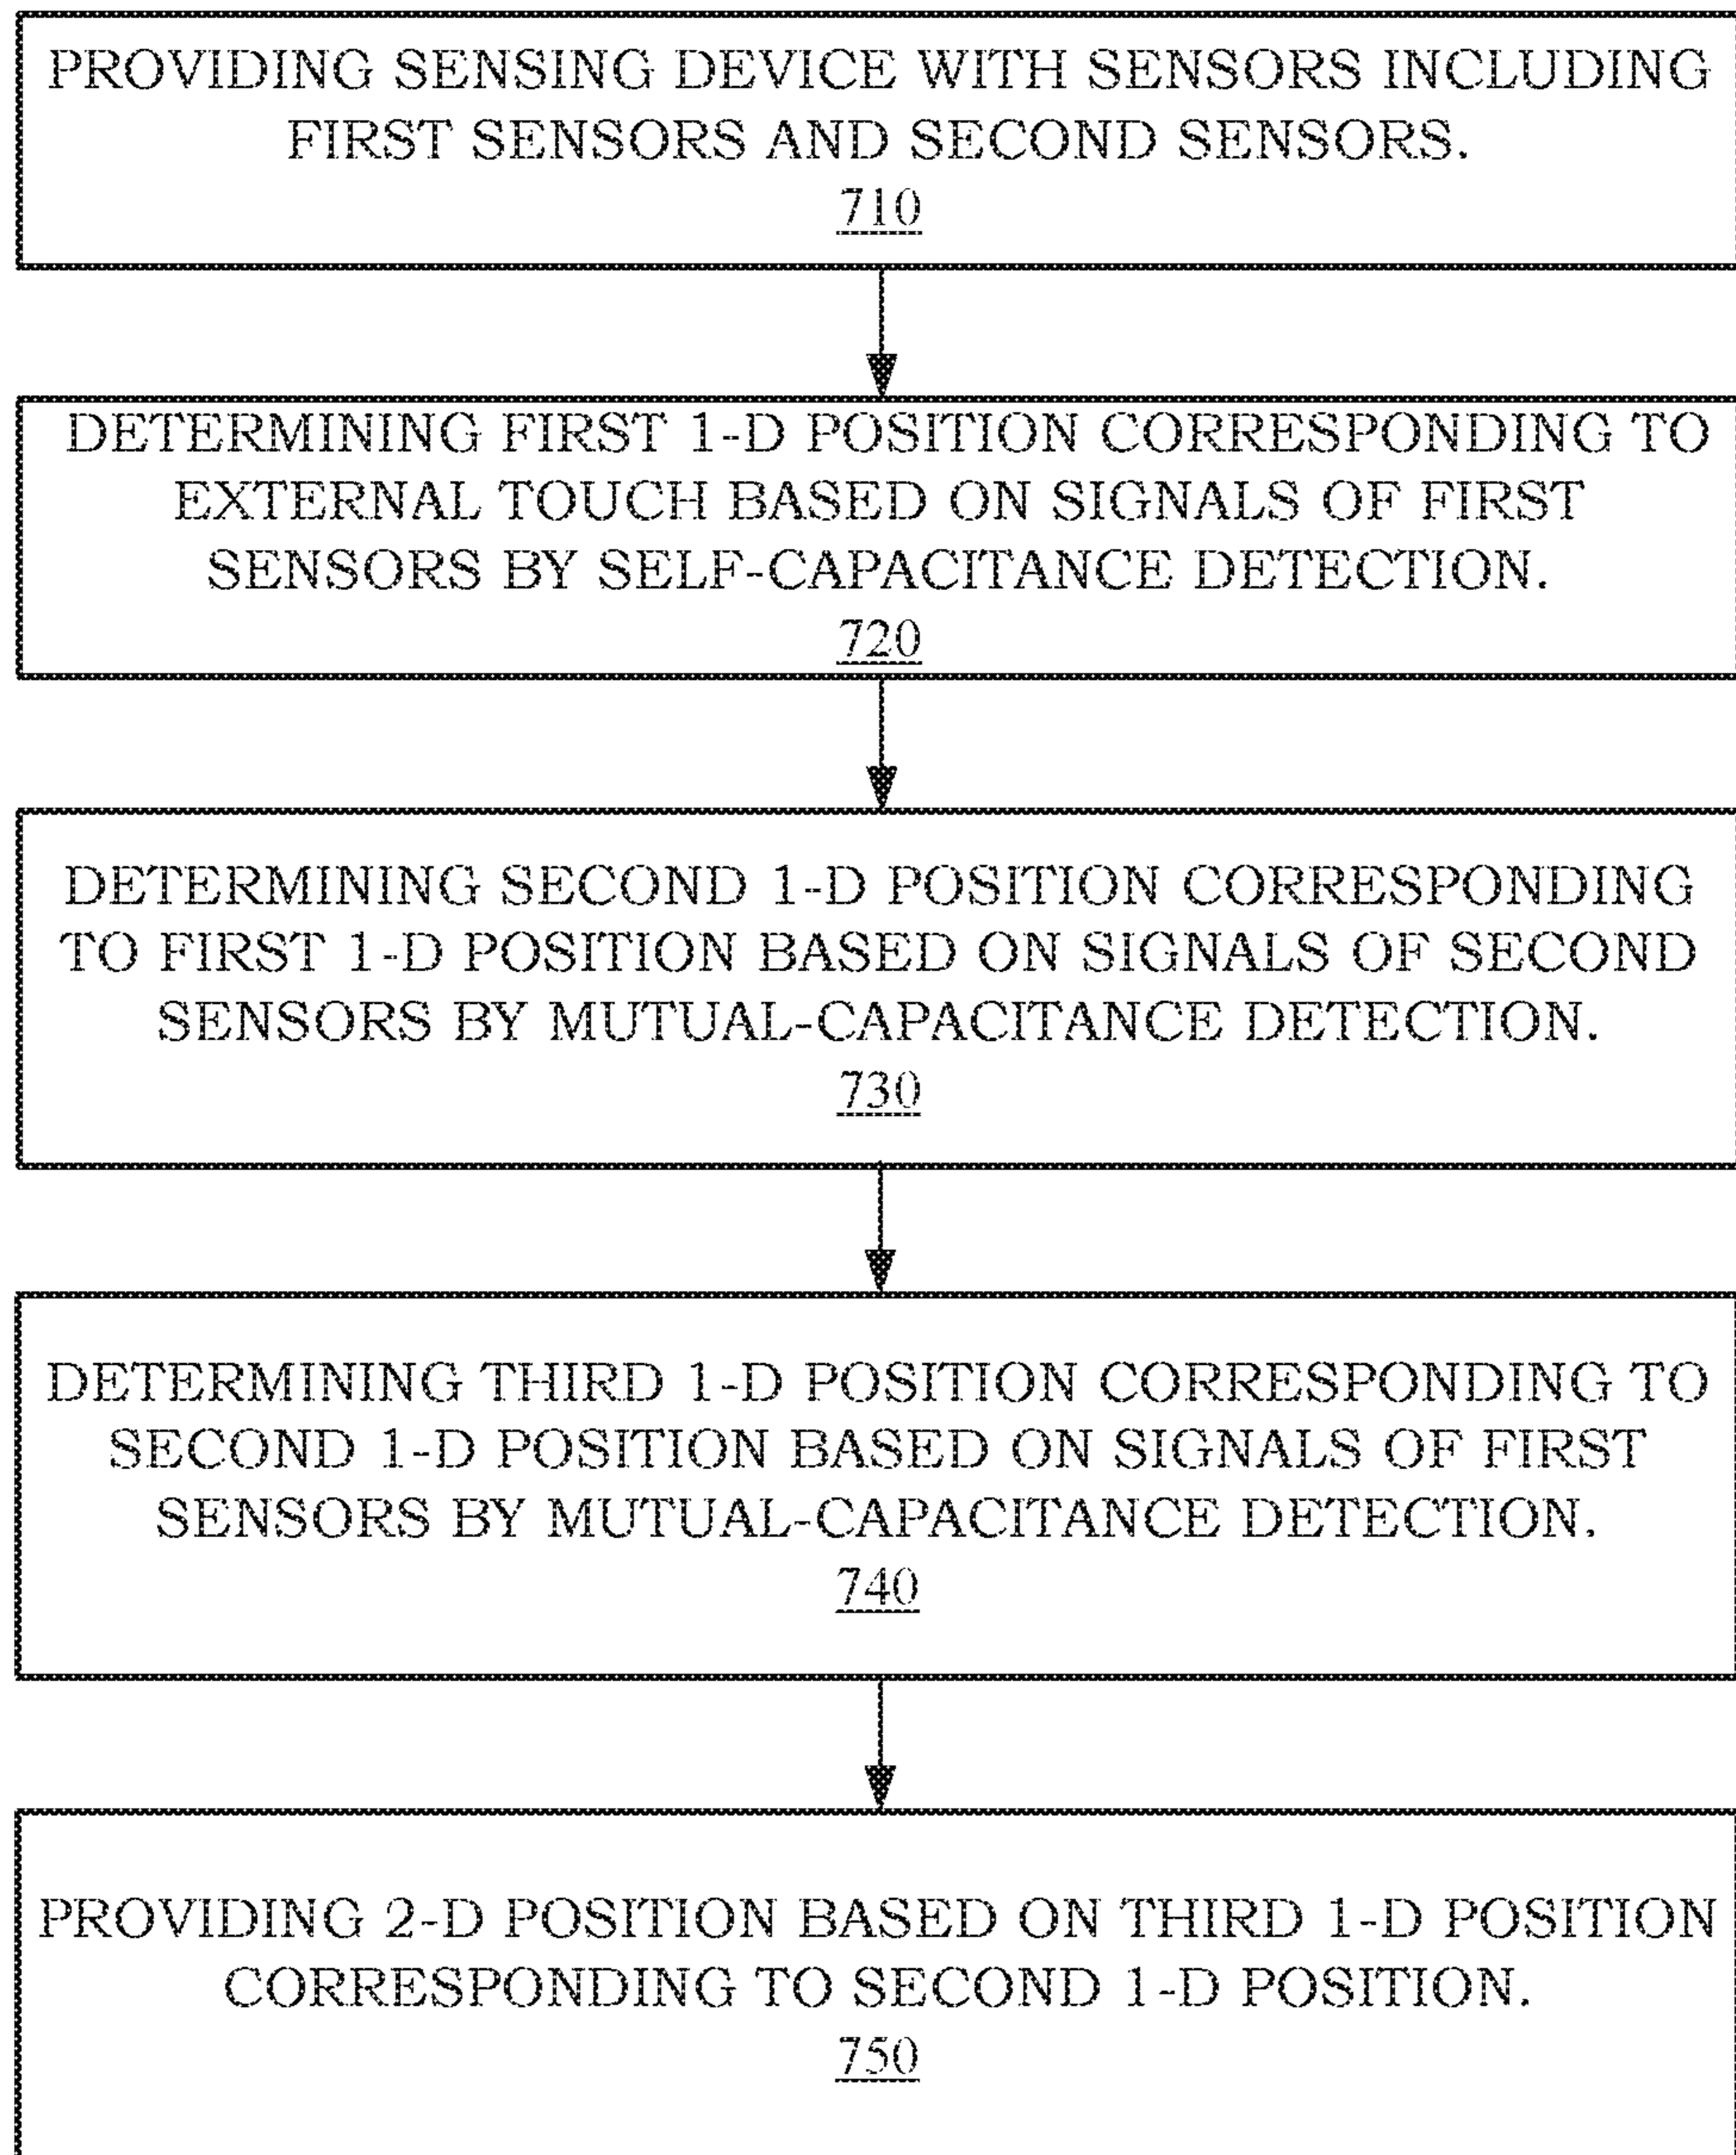 PROVIDING SENSING DEVICE WITH SENSORS INCLUDING
FIRST SENSORS AND SECOND SENSORS.
710
DETERMINING FIRST 1-D POSITION CORRESPONDING TO
EXTERNAL TOUCH BASED ON SIGNALS OF FIRST
SENSORS BY SELF-CAPACITANCE DETECTION.
720
DETERMINING SECOND 1-D POSITION CORRESPONDING
TO FIRST 1-D POSITION BASED ON SIGNALS OF SECOND
SENSORS BY MUTUAL-CAPACITANCE DETECTION.
730
DETERMINING THIRD 1-D POSITION CORRESPONDING TO
SECOND 1-D POSITION BASED ON SIGNALS OF FIRST
SENSORS BY MUTUAL-CAPACITANCE DETECTION.
740
PROVIDING 2-D POSITION BASED ON THIRD 1-D POSITION
CORRESPONDING TO SECOND 1-D POSITION.
750